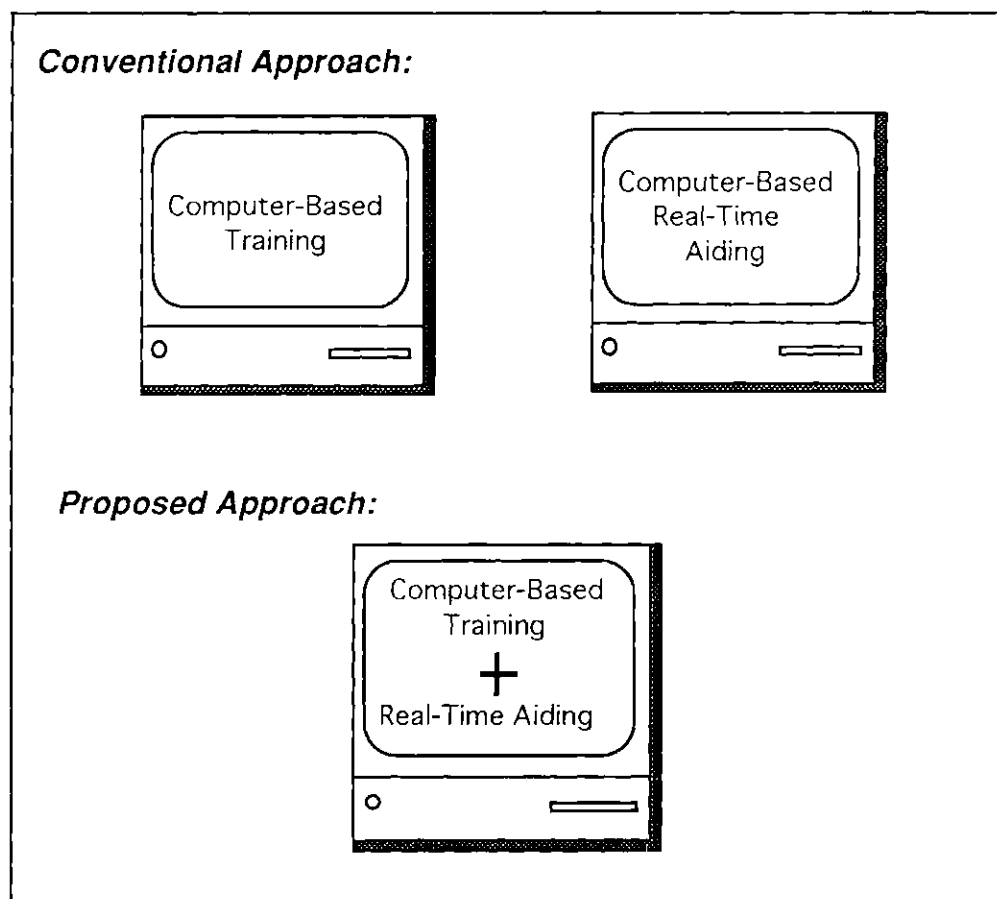 Conventional Approach:
Computer-Based
Training
Computer-Based
Real-Time
Aiding
Proposed Approach:
Computer-Based
Training
+
Real-Time Aiding